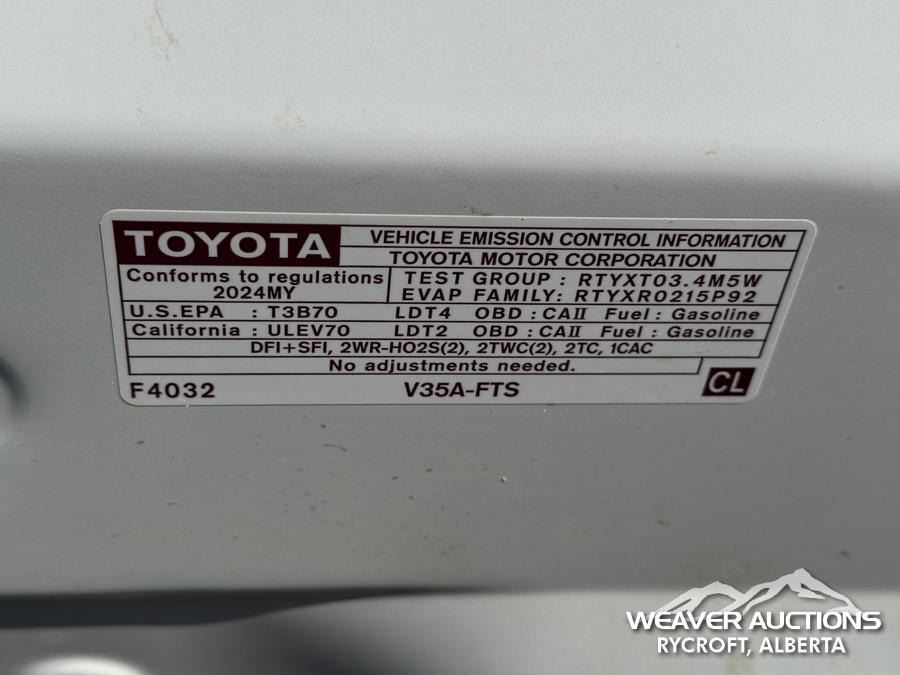 TOYOTA
VEHICLE EMISSION CONTROL INFORMATION
TOYOTA MOTOR CORPORATION
Conforms to regulations
2024MY
TEST GROUP : RTYXT03.4M5W
EVAP FAMILY: RTYXR0215P92
U.S.EPA : T3B70 LDT4 OBD : CAII Fuel : Gasoline
California : ULEV70 LDT2 OBD : CAII Fuel : Gasoline
DFI+SFI, 2WR-HO2S(2), 2TWC(2), 2TC, 1CAC
No adjustments needed.
F4032 V35A-FTS CL
WEAVER AUCTIONS
RYCROFT, ALBERTA